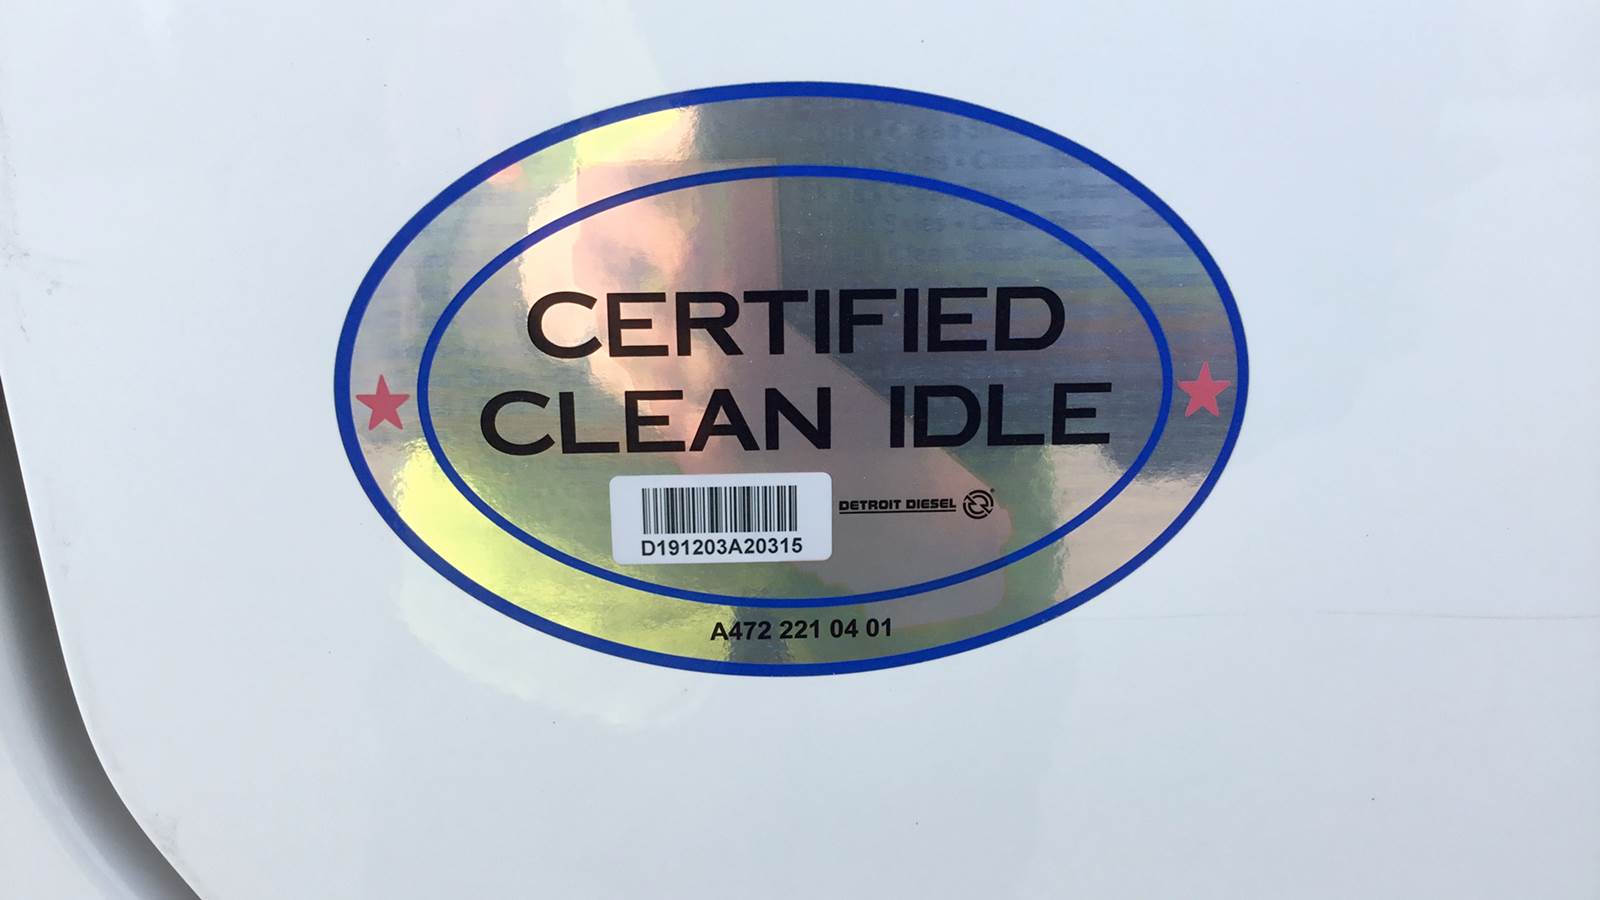 CERTIFIED
CLEAN IDLE
DETROIT DIESEL
D191203A20315
A472 221 04 01